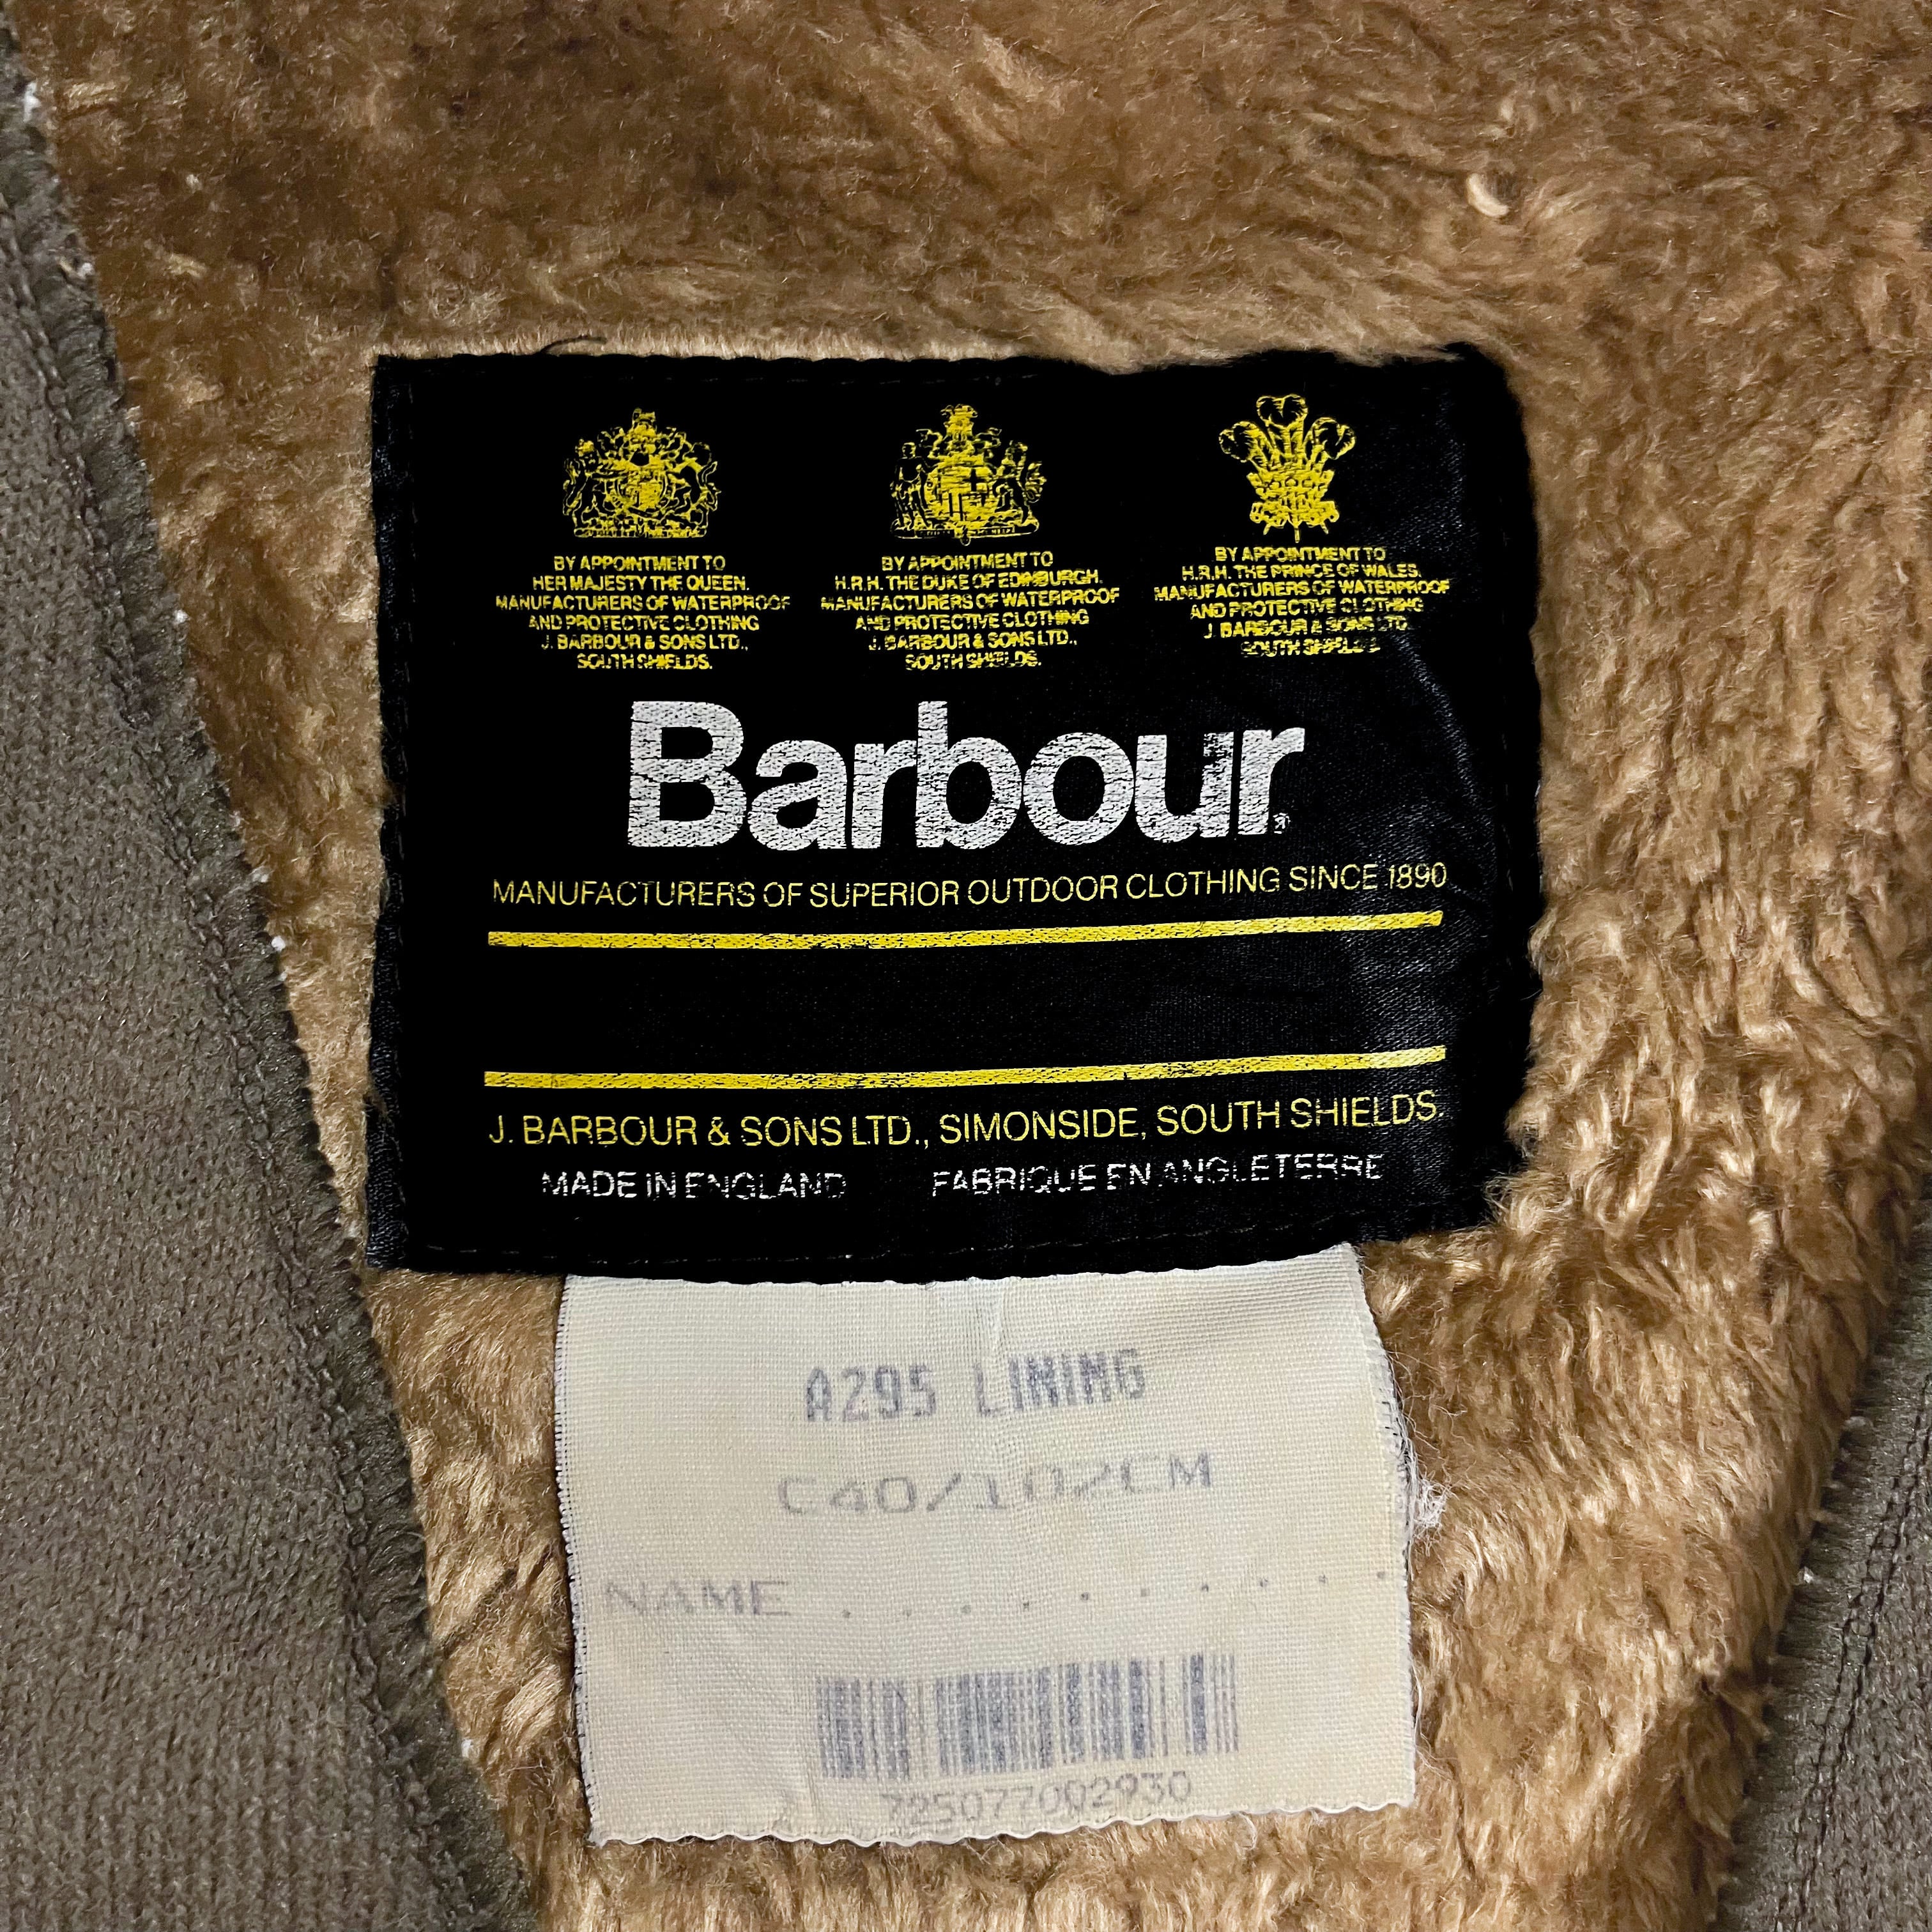 BY APPOINTMENT TO
HER MAJESTY THE QUEEN.
MANUFACTURERS OF WATERPROOF
AND PROTECTIVE CLOTHING
J. BARBOUR & SONS LTD.,
SOUTH SHIELDS.
BY APPOINTMENT TO
H.R.H. THE DUKE OF EDINBURGH.
MANUFACTURERS OF WATERPROOF
AND PROTECTIVE CLOTHING
J. BARBOUR & SONS LTD.,
SOUTH SHIELDS.
BY APPOINTMENT TO
H.R.H. THE PRINCE OF WALES.
MANUFACTURERS OF WATERPROOF
AND PROTECTIVE CLOTHING
J. BARBOUR & SONS LTD.
SOUTH SHIELDS.
Barbour®
MANUFACTURERS OF SUPERIOR OUTDOOR CLOTHING SINCE 1890
J. BARBOUR & SONS LTD., SIMONSIDE, SOUTH SHIELDS.
MADE IN ENGLAND FABRIQUE EN ANGLETERRE
A295 LINING
C40/102CM
NAME . . . . . . . . . .
725077002930